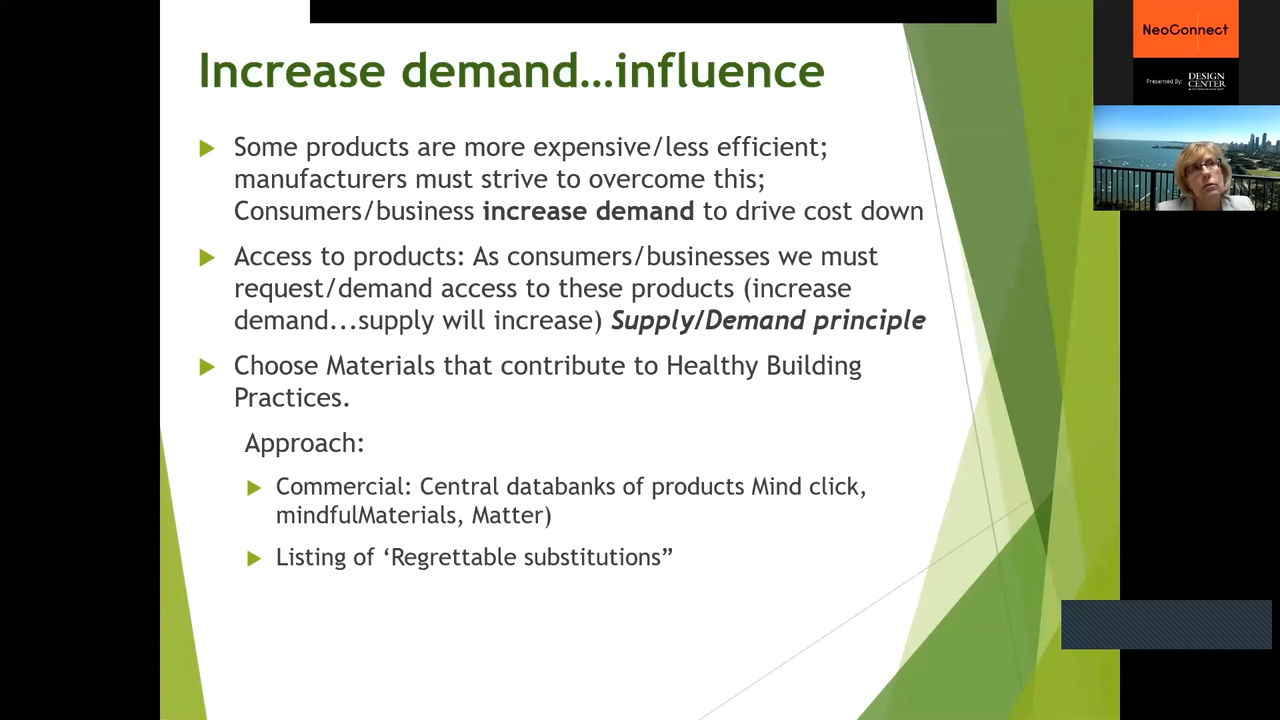 Increase demand…influence
Some products are more expensive/less efficient;
manufacturers must strive to overcome this;
Consumers/business increase demand to drive cost down
Access to products: As consumers/businesses we must
request/demand access to these products (increase
demand...supply will increase) Supply/Demand principle
Choose Materials that contribute to Healthy Building
Practices.
Approach:
Commercial: Central databanks of products Mind click,
mindfulMaterials, Matter)
Listing of ‘Regrettable substitutions”
NeoConnect
Presented By:
DESIGN
CENTER